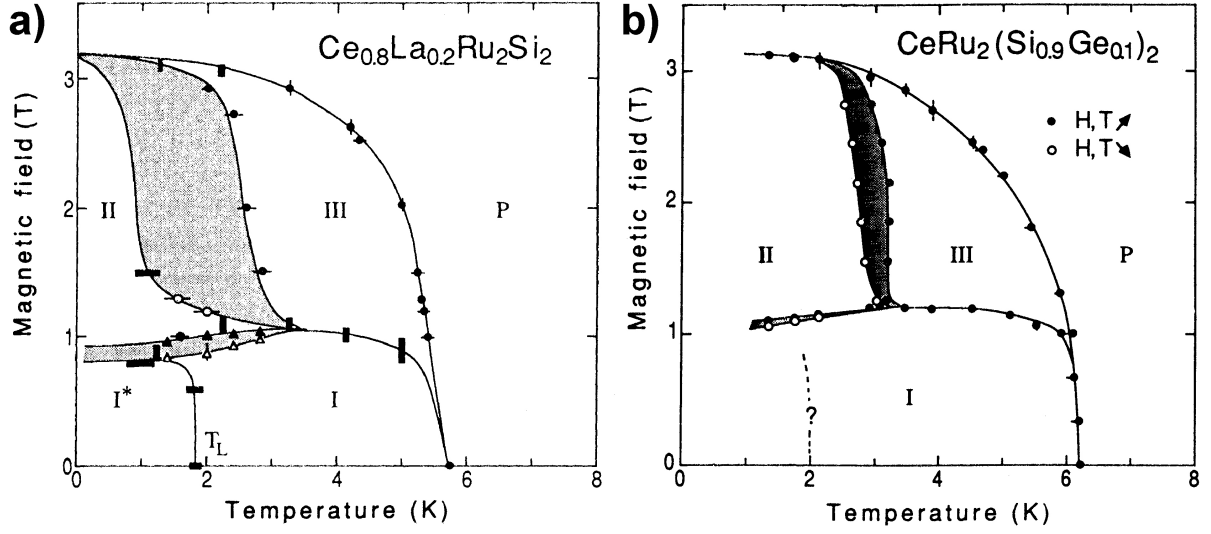 a)
Ce0.8La0.2Ru2Si2
Magnetic field (T)
3
2
1
0
II
III
P
I*
I
TL
0 2 4 6 8
Temperature (K)
b)
CeRu2(Si0.9Ge0.1)2
H,T
H,T
Magnetic field (T)
3
2
1
0
II
III
P
I
?
0 2 4 6 8
Temperature (K)